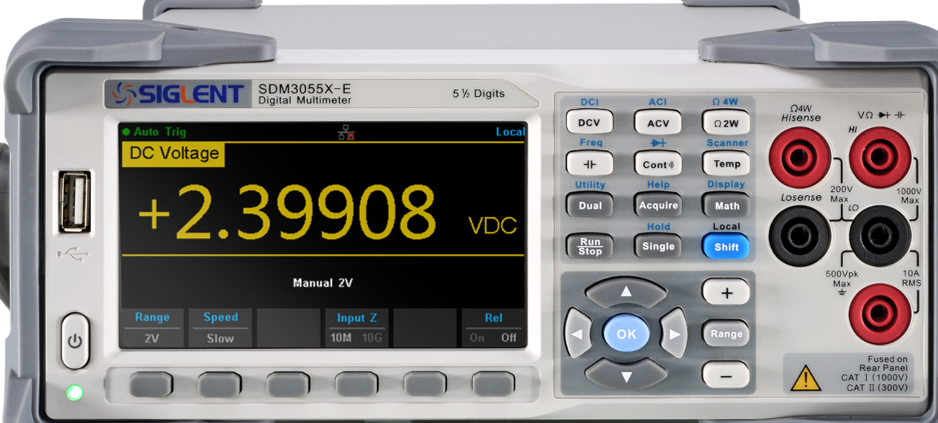 SIGLENT SDM3055X-E
Digital Multimeter
5 ½ Digits
Auto Trig Local
DC Voltage
+2.39908 VDC
Manual 2V
Range Speed Input Z Rel
2V Slow 10M 10G On Off
DCI ACI Ω 4W
DCV ACV Ω 2W
Freq Scanner
Cont Temp
Utility Help Display
Dual Acquire Math
Hold Local
Run Stop Single Shift
OK
+
Range
−
Ω4W
Hisense VΩ
HI
200V
Max
1000V
Max
Losense LO
500Vpk
Max
10A
RMS
Fused on
Rear Panel
CAT I (1000V)
CAT II (300V)